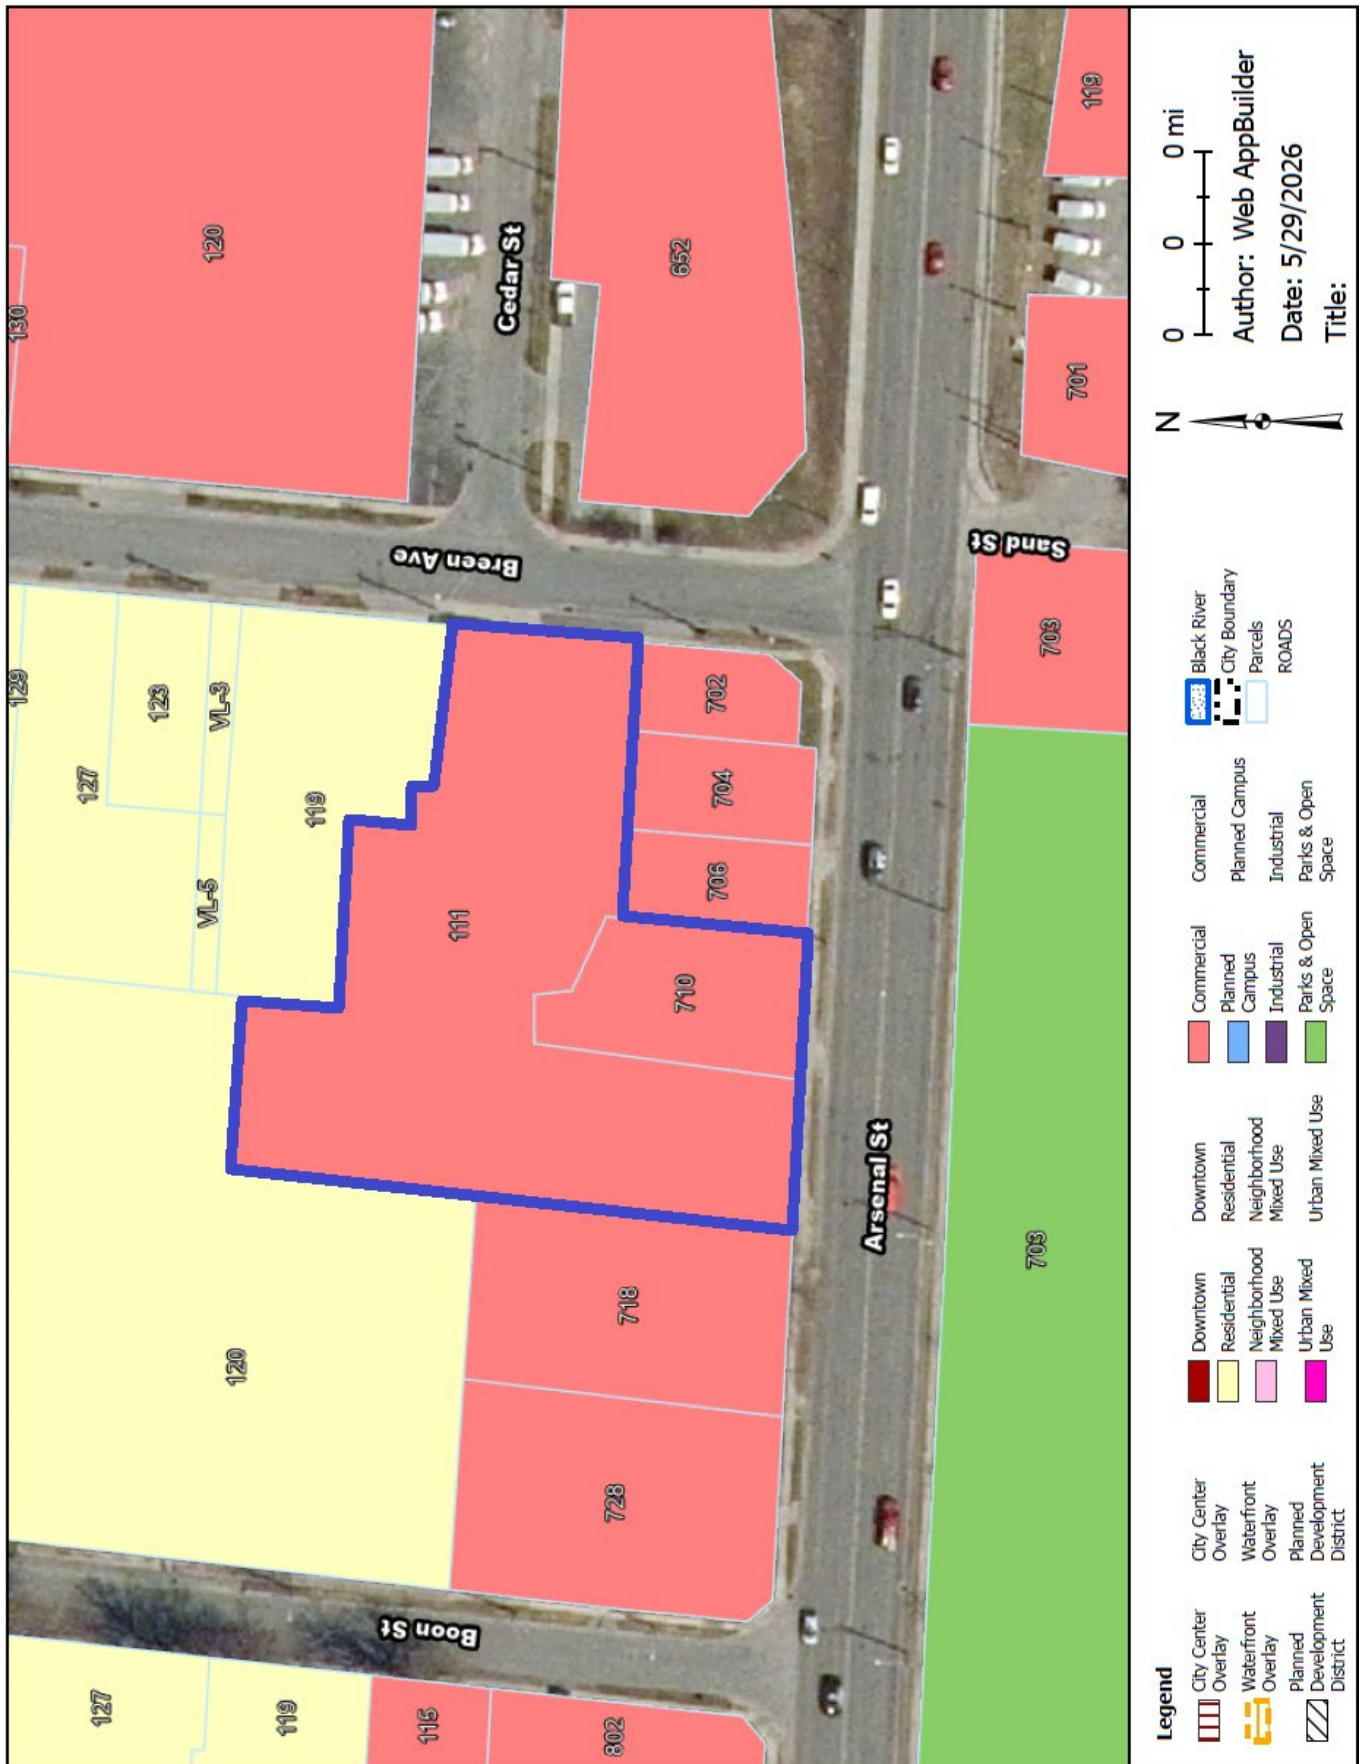 127
119
115
802
Boon St
120
728
718
129
127
123
VL-3
VL-5
119
111
710
706
704
702
Breen Ave
130
120
Cedar St
652
Arsenal St
Sand St
703
703
701
119
Legend
City Center
Overlay
City Center
Overlay
Waterfront
Overlay
Waterfront
Overlay
Planned
Development
District
Planned
Development
District
Downtown
Downtown
Residential
Residential
Neighborhood
Mixed Use
Neighborhood
Mixed Use
Urban Mixed
Use
Urban Mixed Use
Commercial
Commercial
Planned
Campus
Planned Campus
Industrial
Industrial
Parks & Open
Space
Parks & Open
Space
Black River
City Boundary
Parcels
ROADS
N
0 0 0 mi
Author: Web AppBuilder
Date: 5/29/2026
Title: